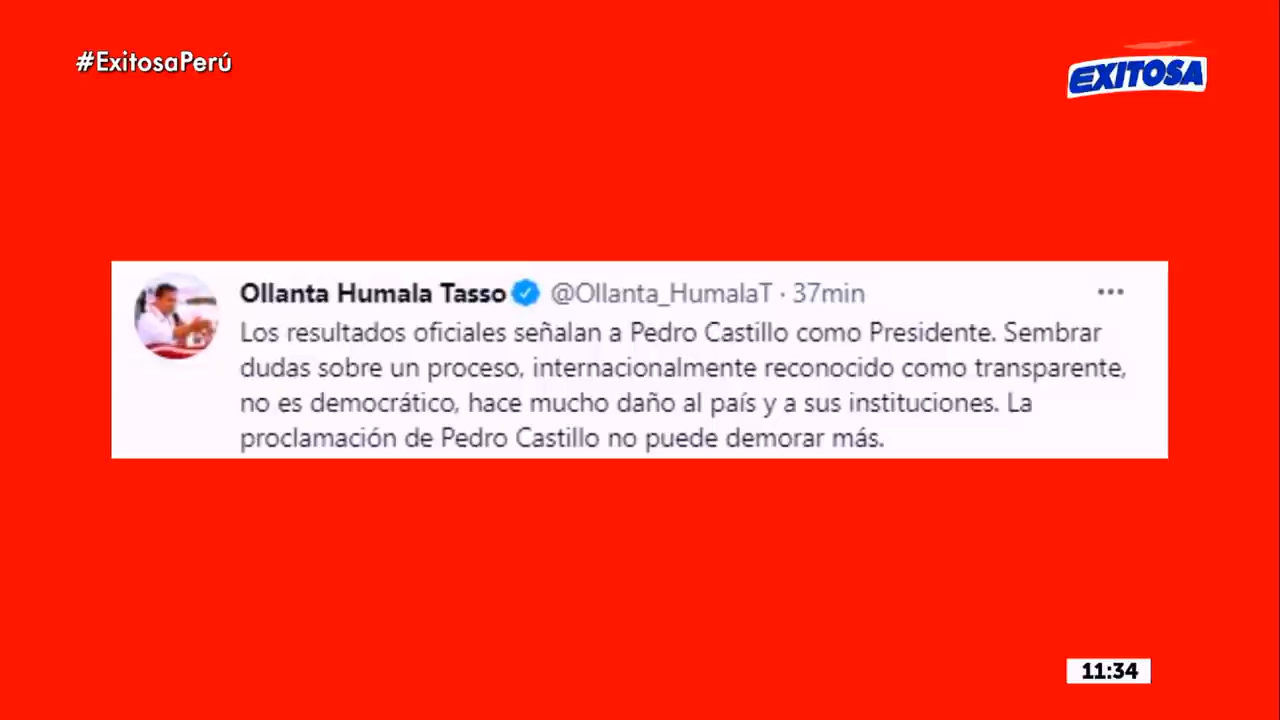 #ExitosaPerú
EXITOSA
Ollanta Humala Tasso @Ollanta_HumalaT · 37min
Los resultados oficiales señalan a Pedro Castillo como Presidente. Sembrar
dudas sobre un proceso, internacionalmente reconocido como transparente,
no es democrático, hace mucho daño al país y a sus instituciones. La
proclamación de Pedro Castillo no puede demorar más.
11:34